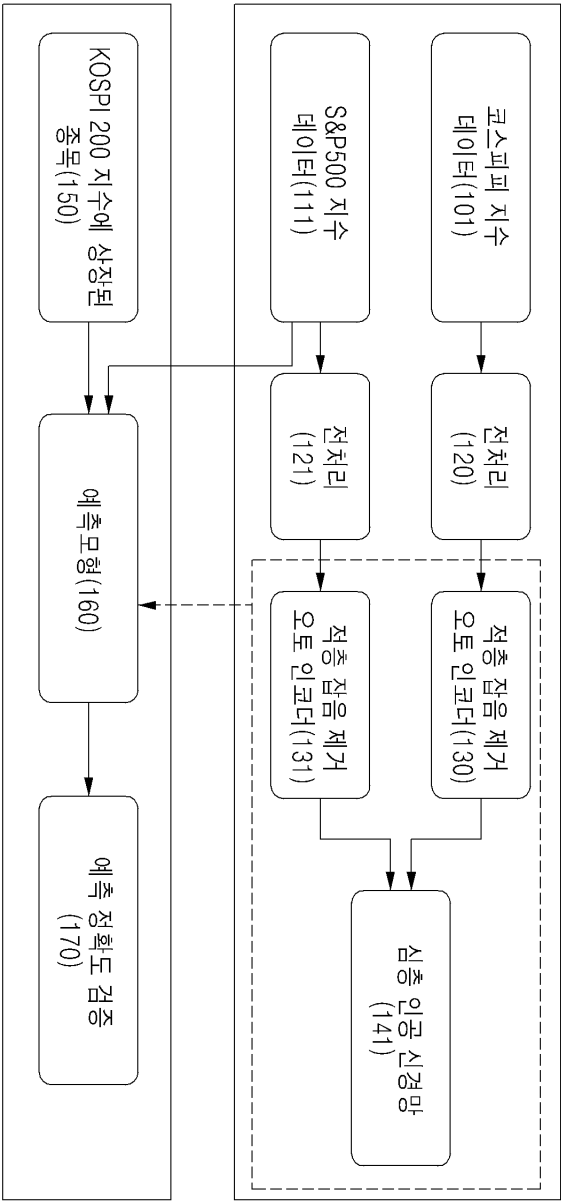 코스피피 지수
데이터(101)
전처리
(120)
적층 잡음 제거
오토 인코더(130)
S&P500 지수
데이터(111)
전처리
(121)
적층 잡음 제거
오토 인코더(131)
심층 인공 신경망
(141)
KOSPI 200 지수에 상장된
종목(150)
예측모형(160)
예측 정확도 검증
(170)